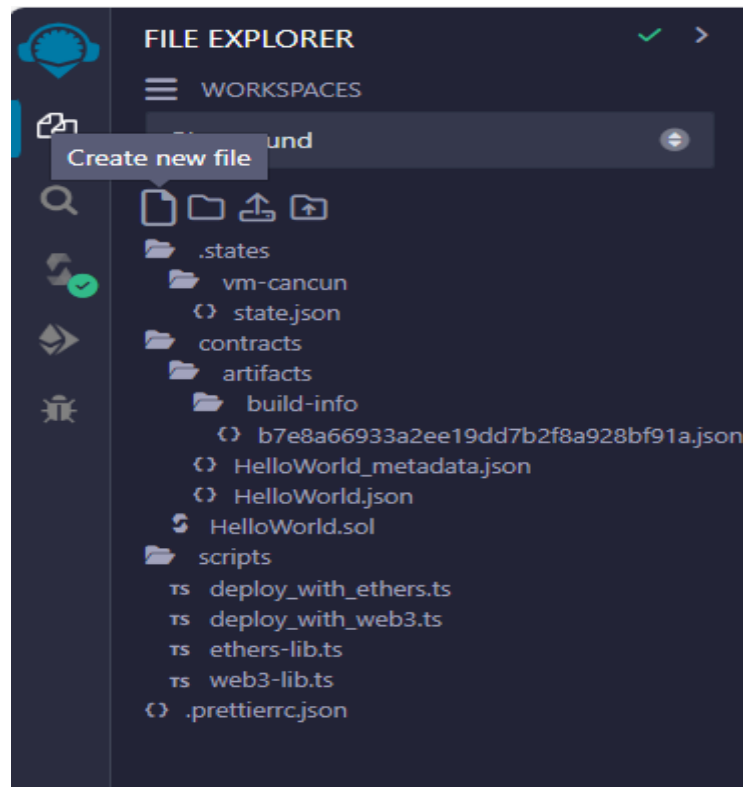 FILE EXPLORER
WORKSPACES
und
Create new file
.states
vm-cancun
state.json
contracts
artifacts
build-info
b7e8a66933a2ee19dd7b2f8a928bf91a.json
HelloWorld_metadata.json
HelloWorld.json
HelloWorld.sol
scripts
TS deploy_with_ethers.ts
TS deploy_with_web3.ts
TS ethers-lib.ts
TS web3-lib.ts
.prettierrc.json